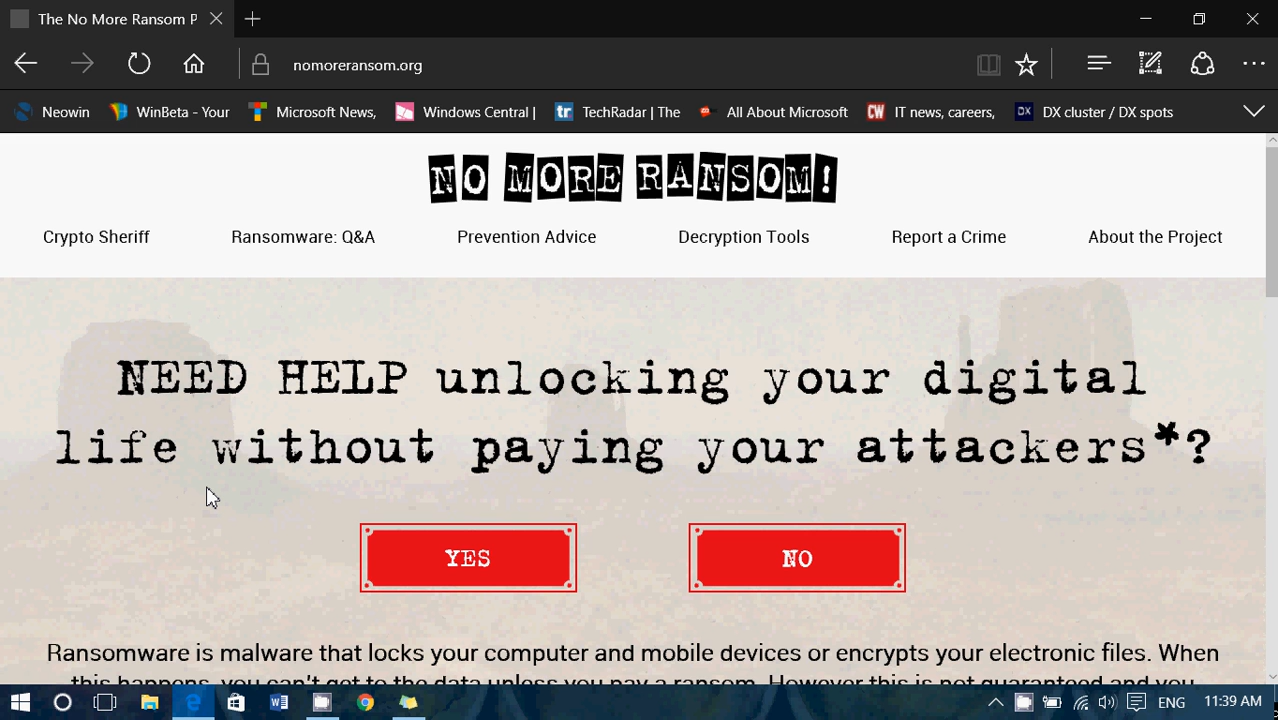 The No More Ransom P
nomoreransom.org
Neowin WinBeta - Your Microsoft News, Windows Central | TechRadar | The All About Microsoft IT news, careers, DX cluster / DX spots
NO MORE RANSOM!
Crypto Sheriff Ransomware: Q&A Prevention Advice Decryption Tools Report a Crime About the Project
NEED HELP unlocking your digital
life without paying your attackers*?
YES NO
Ransomware is malware that locks your computer and mobile devices or encrypts your electronic files. When
this happens, you can't get to the data unless you pay a ransom. However this is not guaranteed and you
ENG 11:39 AM